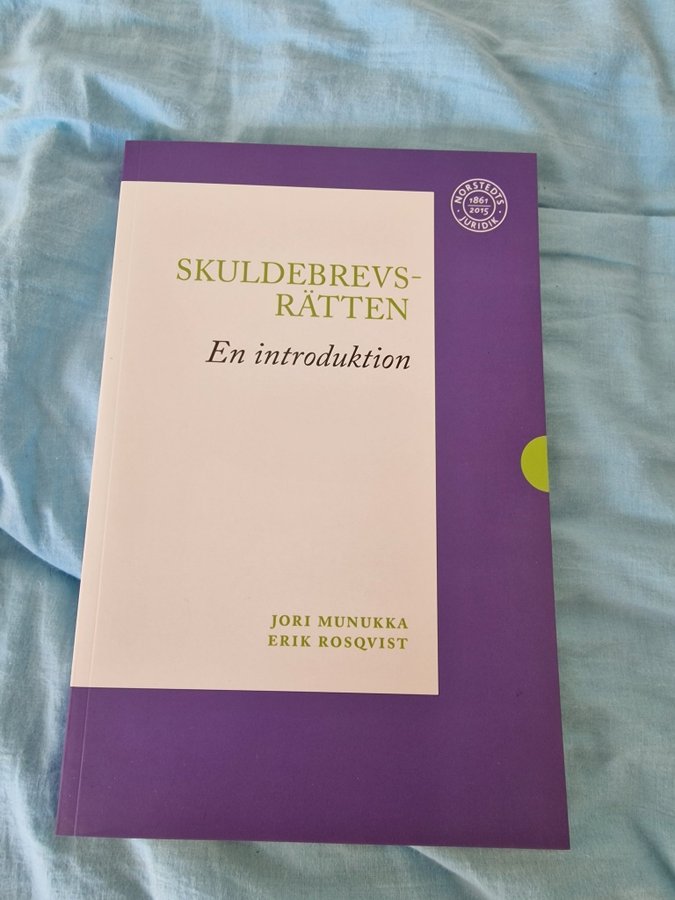 NORSTEDTS
1861
2015
JURIDIK
SKULDEBREVS-
RÄTTEN
En introduktion
JORI MUNUKKA
ERIK ROSQVIST